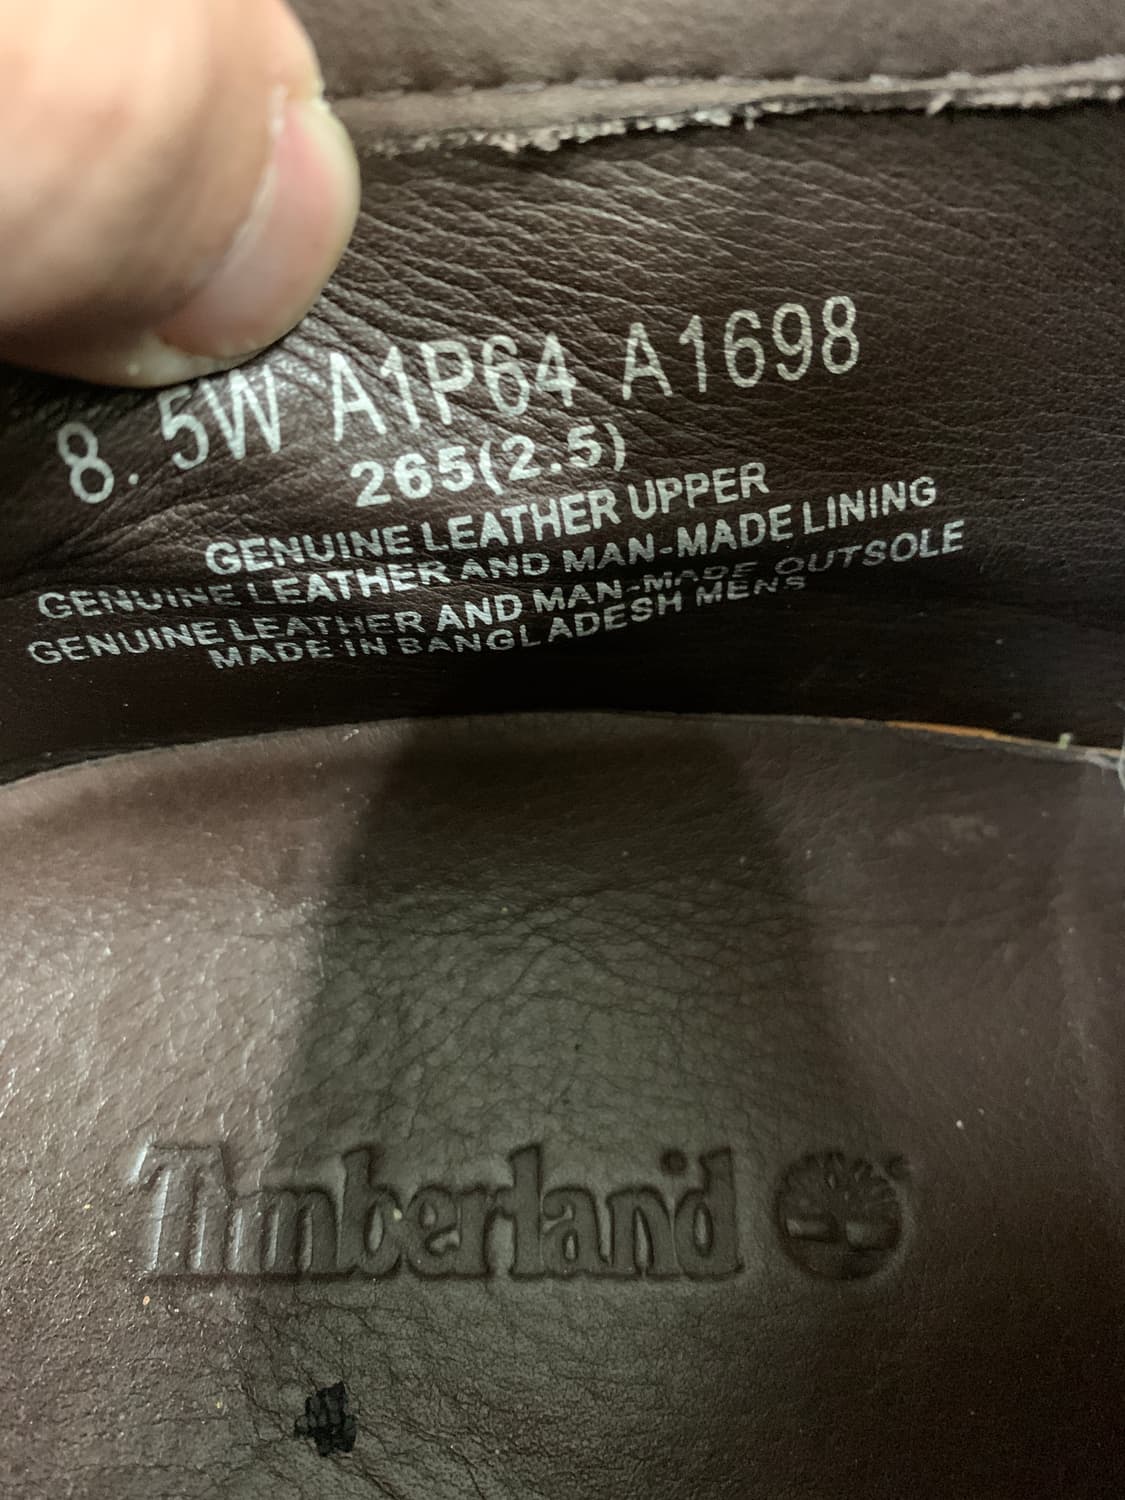 8.5W A1P64 A1698
265(2.5)
GENUINE LEATHER UPPER
GENUINE LEATHER AND MAN-MADE LINING
GENUINE LEATHER AND MAN-MADE OUTSOLE
MADE IN BANGLADESH MENS
Timberland